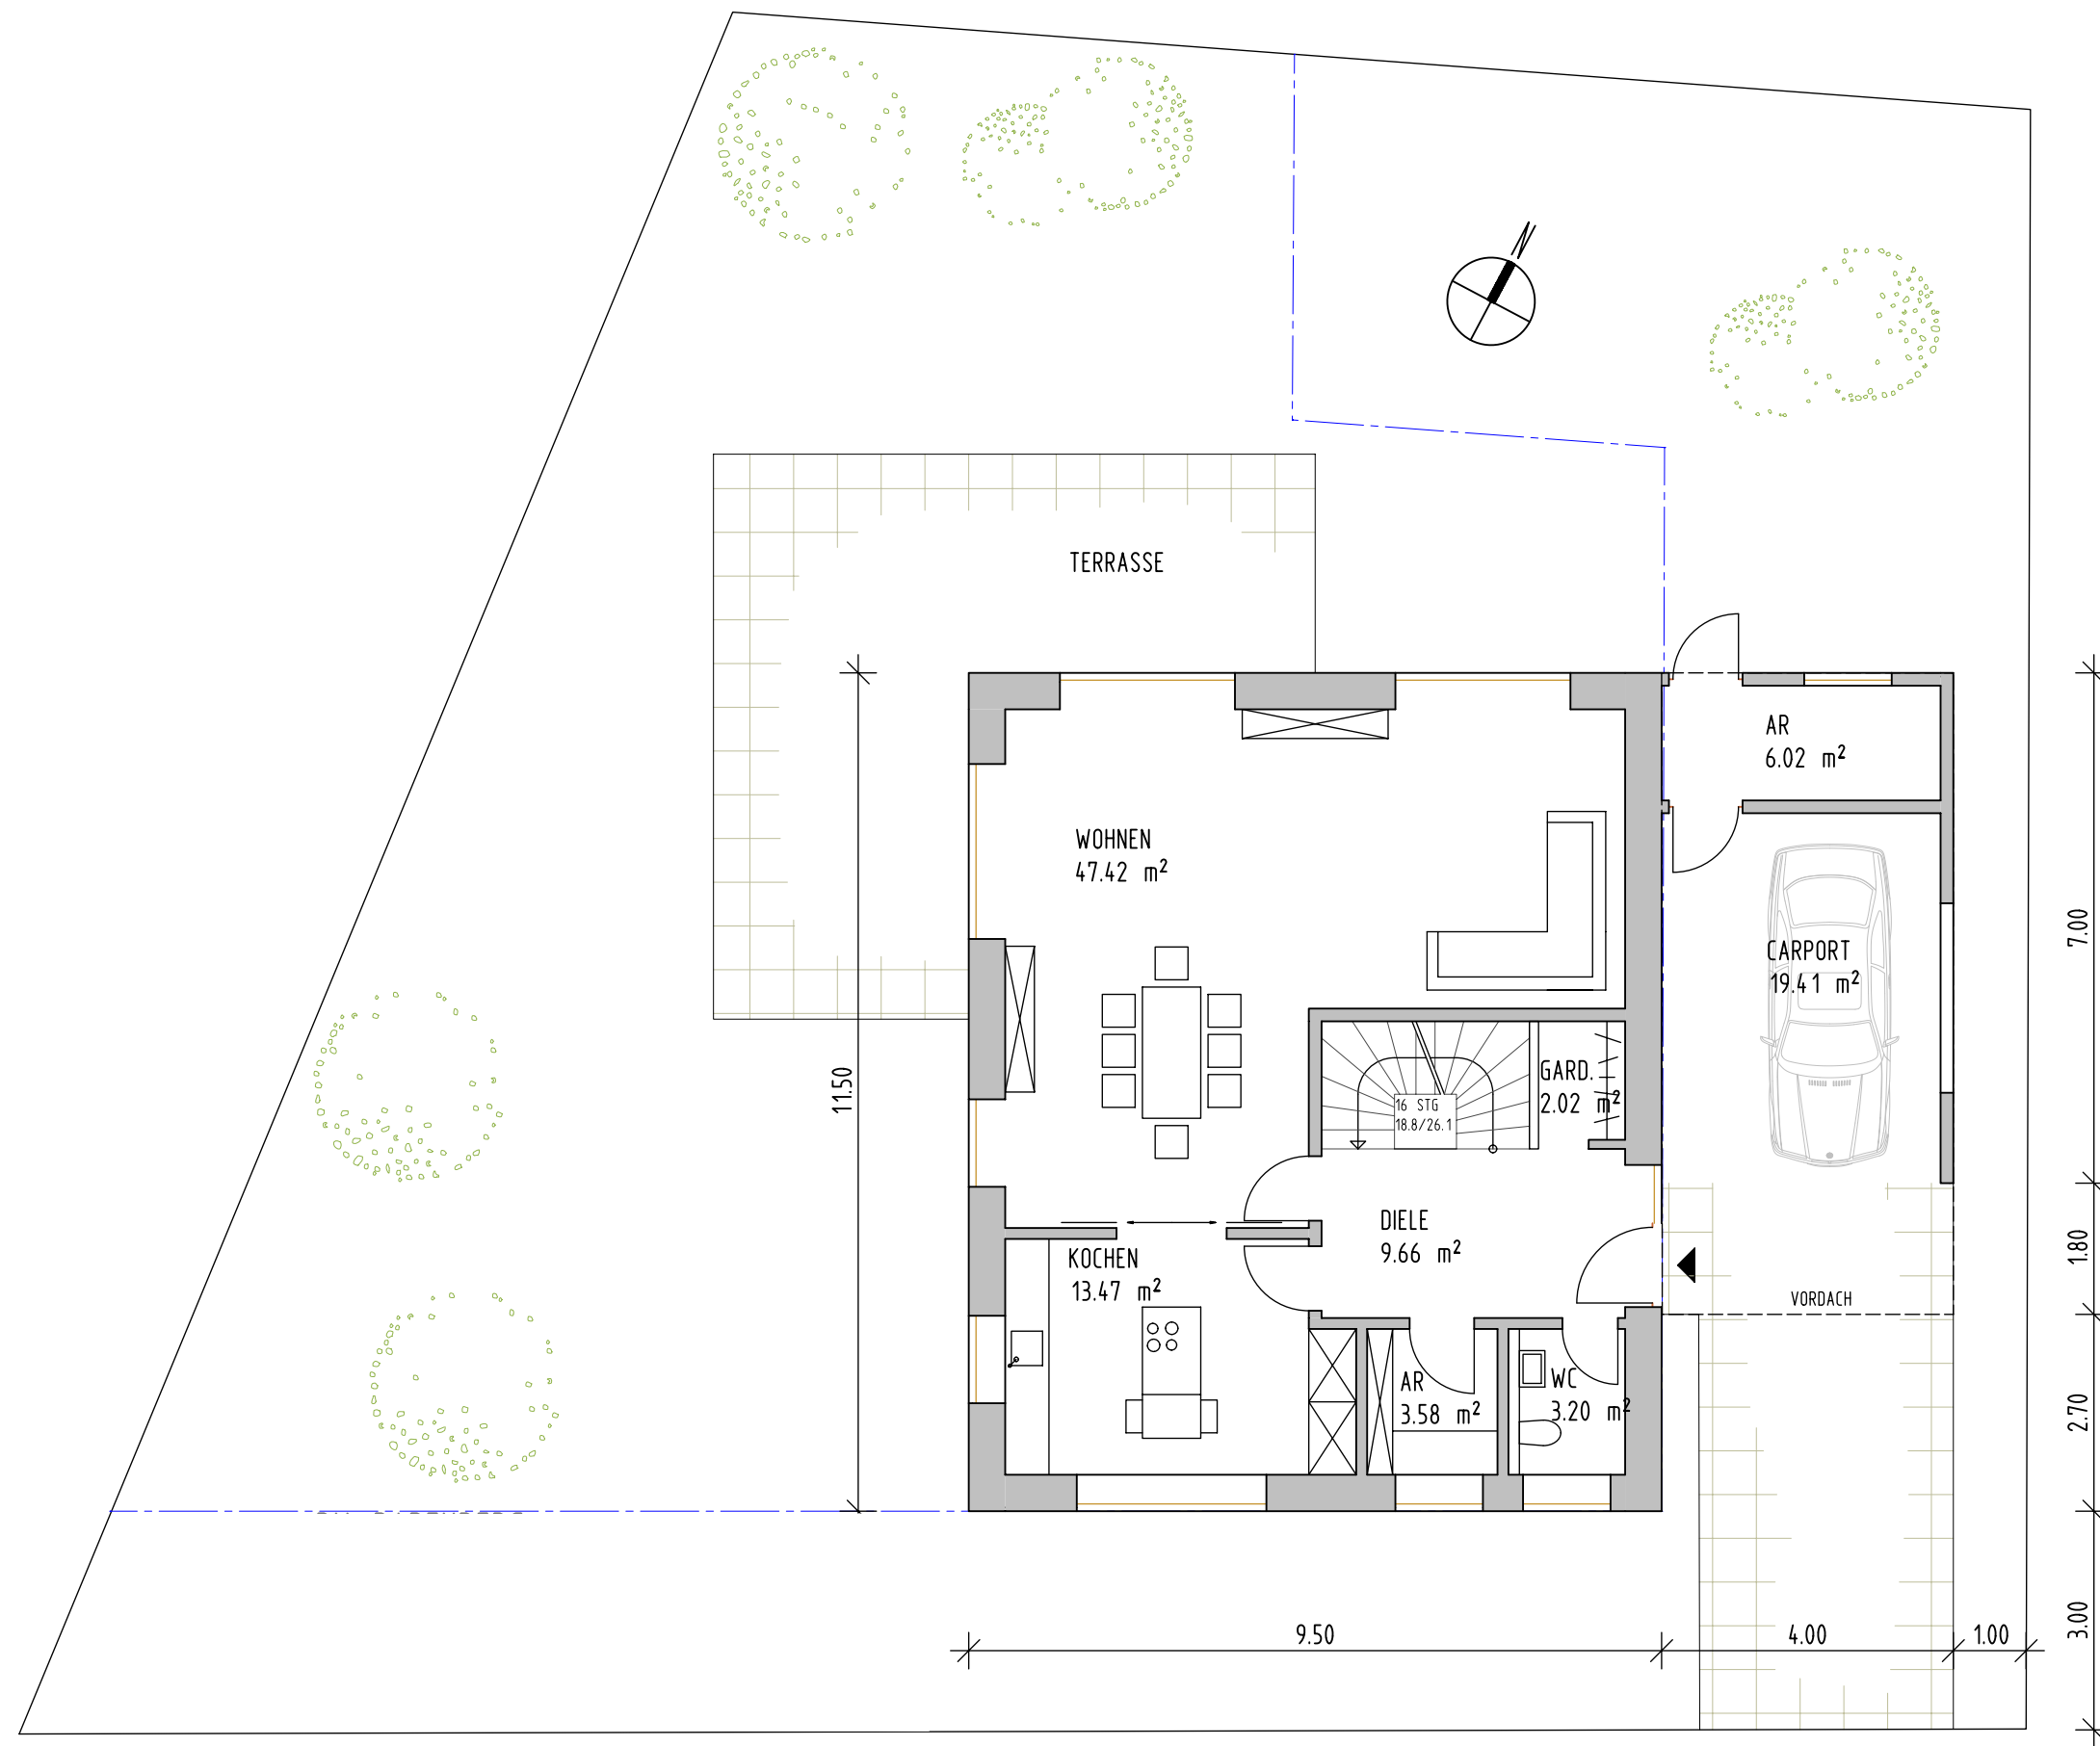 N
TERRASSE
AR
6.02 m²
WOHNEN
47.42 m²
CARPORT
19.41 m²
7.00
11.50
GARD.
2.02 m²
16 STG
18.8/26.1
DIELE
9.66 m²
KOCHEN
13.47 m²
1.80
VORDACH
AR
3.58 m²
WC
3.20 m²
2.70
3.00
9.50
4.00
1.00